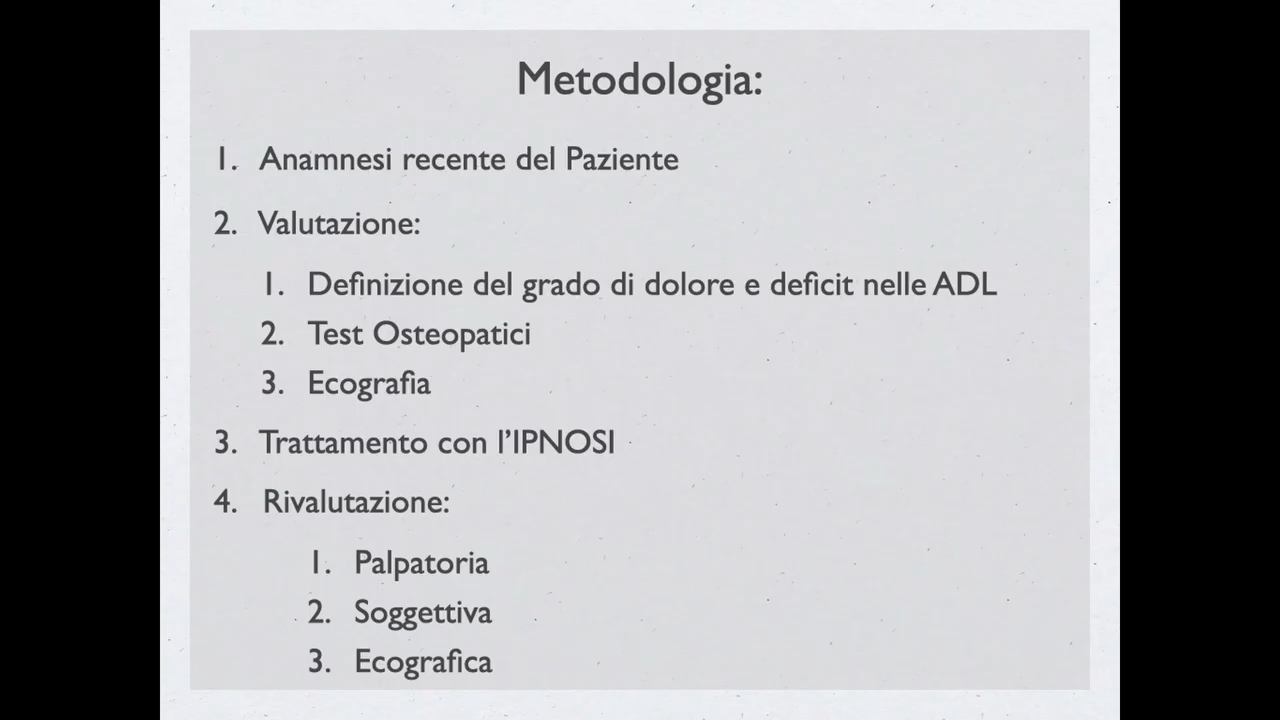 Metodologia:
1. Anamnesi recente del Paziente
2. Valutazione:
1. Definizione del grado di dolore e deficit nelle ADL
2. Test Osteopatici
3. Ecografia
3. Trattamento con l’IPNOSI
4. Rivalutazione:
1. Palpatoria
2. Soggettiva
3. Ecografica